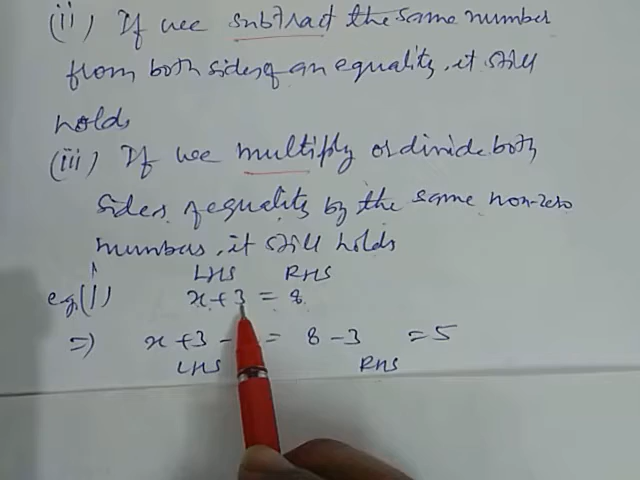 (ii) If we subtract the same number
from both sides of an equality, it still
holds
(iii) If we multiply or divide both
sides of equality by the same non-zero
number, it still holds
LHS RHS
eg(1) x + 3 = 8
=) x + 3 - = 8 - 3 = 5
LHS RHS